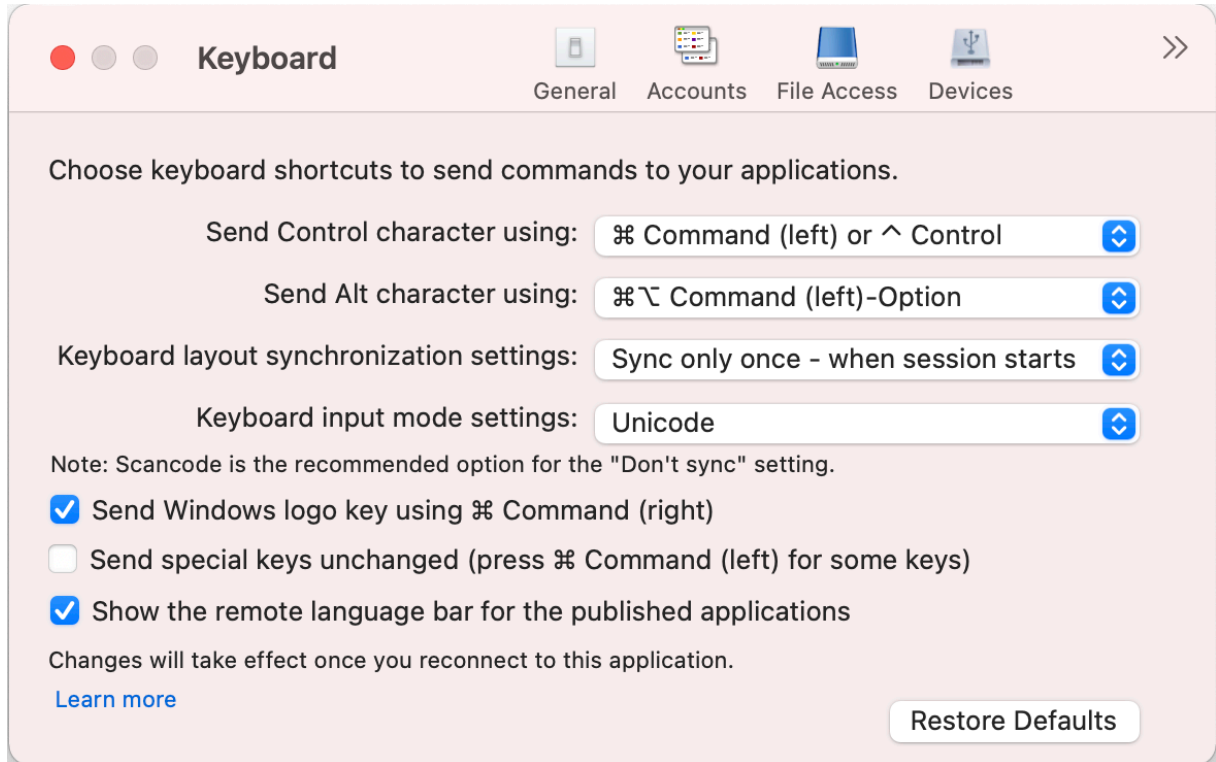 Keyboard
General Accounts File Access Devices
Choose keyboard shortcuts to send commands to your applications.
Send Control character using: ⌘ Command (left) or ^ Control
Send Alt character using: ⌘⌥ Command (left)-Option
Keyboard layout synchronization settings: Sync only once - when session starts
Keyboard input mode settings: Unicode
Note: Scancode is the recommended option for the "Don't sync" setting.
Send Windows logo key using ⌘ Command (right)
Send special keys unchanged (press ⌘ Command (left) for some keys)
Show the remote language bar for the published applications
Changes will take effect once you reconnect to this application.
Learn more
Restore Defaults